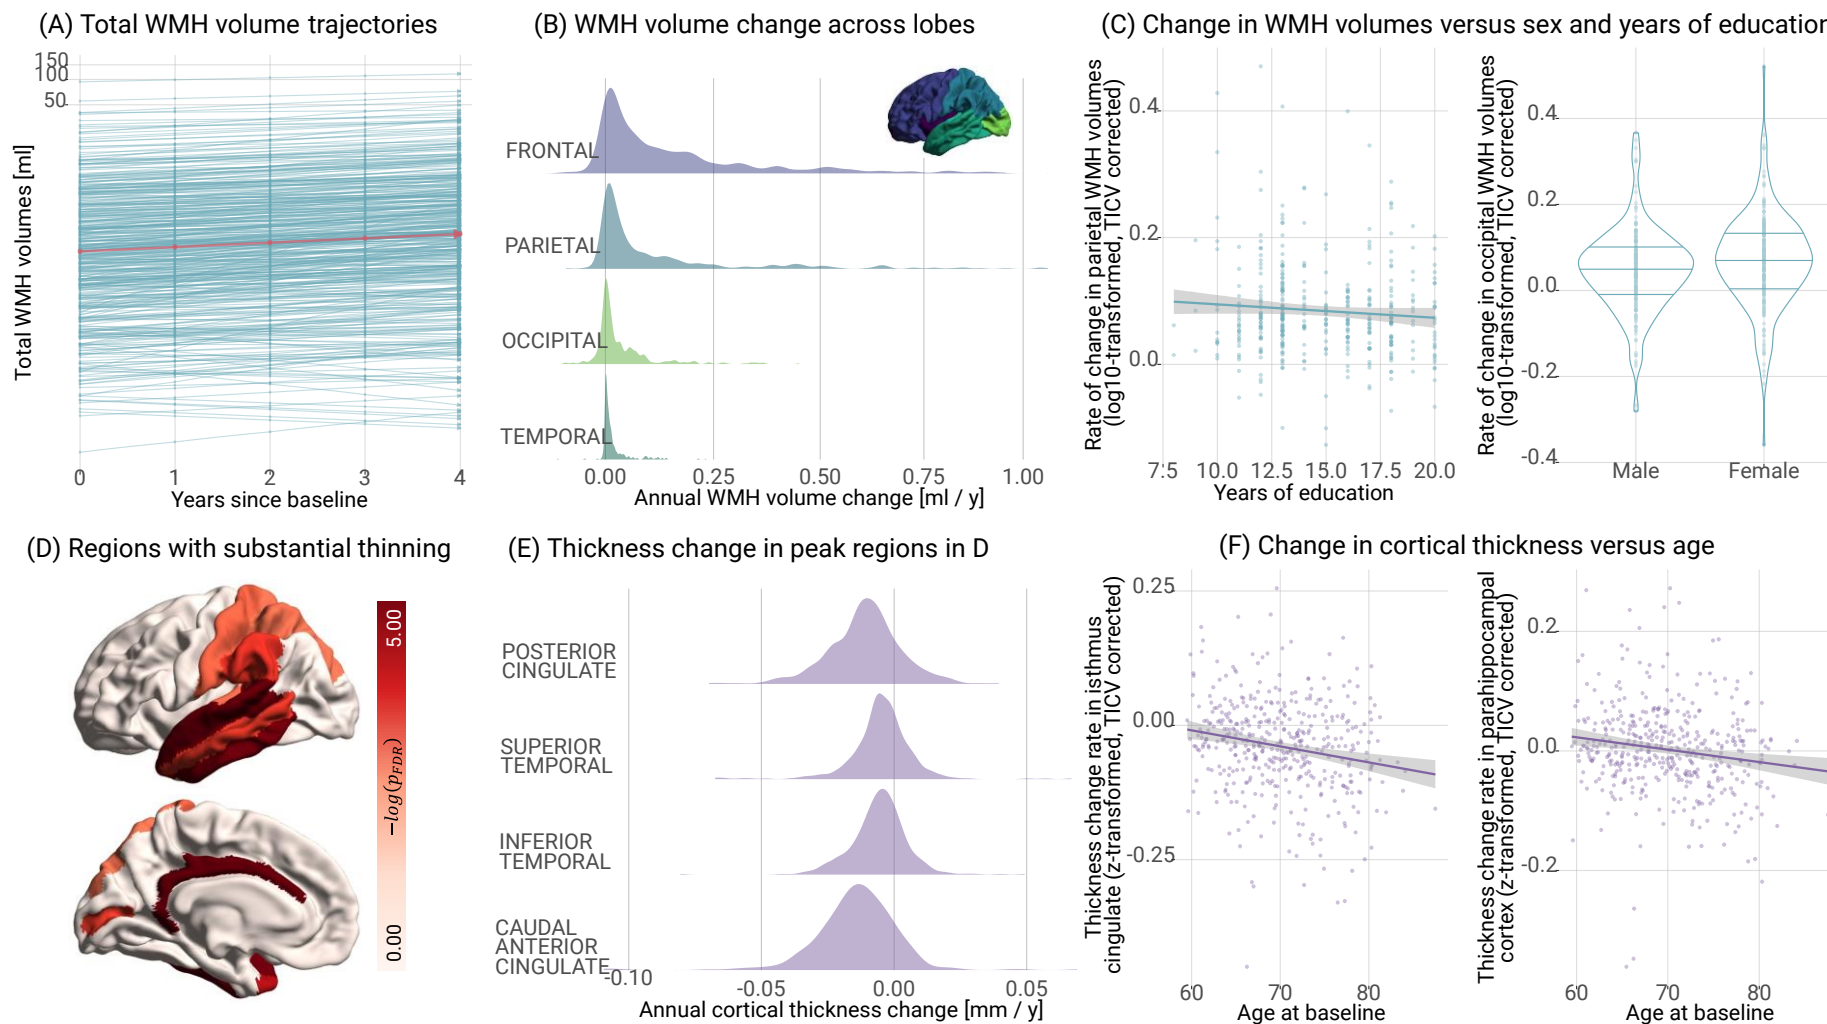 (A) Total WMH volume trajectories
150
100
50
Total WMH volumes [ml]
0
1
2
3
4
Years since baseline
(B) WMH volume change across lobes
FRONTAL
PARIETAL
OCCIPITAL
TEMPORAL
0.00
0.25
0.50
0.75
1.00
Annual WMH volume change [ml / y]
(C) Change in WMH volumes versus sex and years of education
Rate of change in parietal WMH volumes
(log10-transformed, TICV corrected)
0.4
0.2
0.0
7.5
10.0
12.5
15.0
17.5
20.0
Years of education
Rate of change in occipital WMH volumes
(log10-transformed, TICV corrected)
0.4
0.2
0.0
-0.2
-0.4
Male
Female
(D) Regions with substantial thinning
5.00
−log(pFDR)
0.00
(E) Thickness change in peak regions in D
POSTERIOR
CINGULATE
SUPERIOR
TEMPORAL
INFERIOR
TEMPORAL
CAUDAL
ANTERIOR
CINGULATE
-0.10
-0.05
0.00
0.05
Annual cortical thickness change [mm / y]
(F) Change in cortical thickness versus age
Thickness change rate in isthmus
cingulate (z-transformed, TICV corrected)
0.25
0.00
-0.25
60
70
80
Age at baseline
Thickness change rate in parahippocampal
cortex (z-transformed, TICV corrected)
0.2
0.0
-0.2
60
70
80
Age at baseline